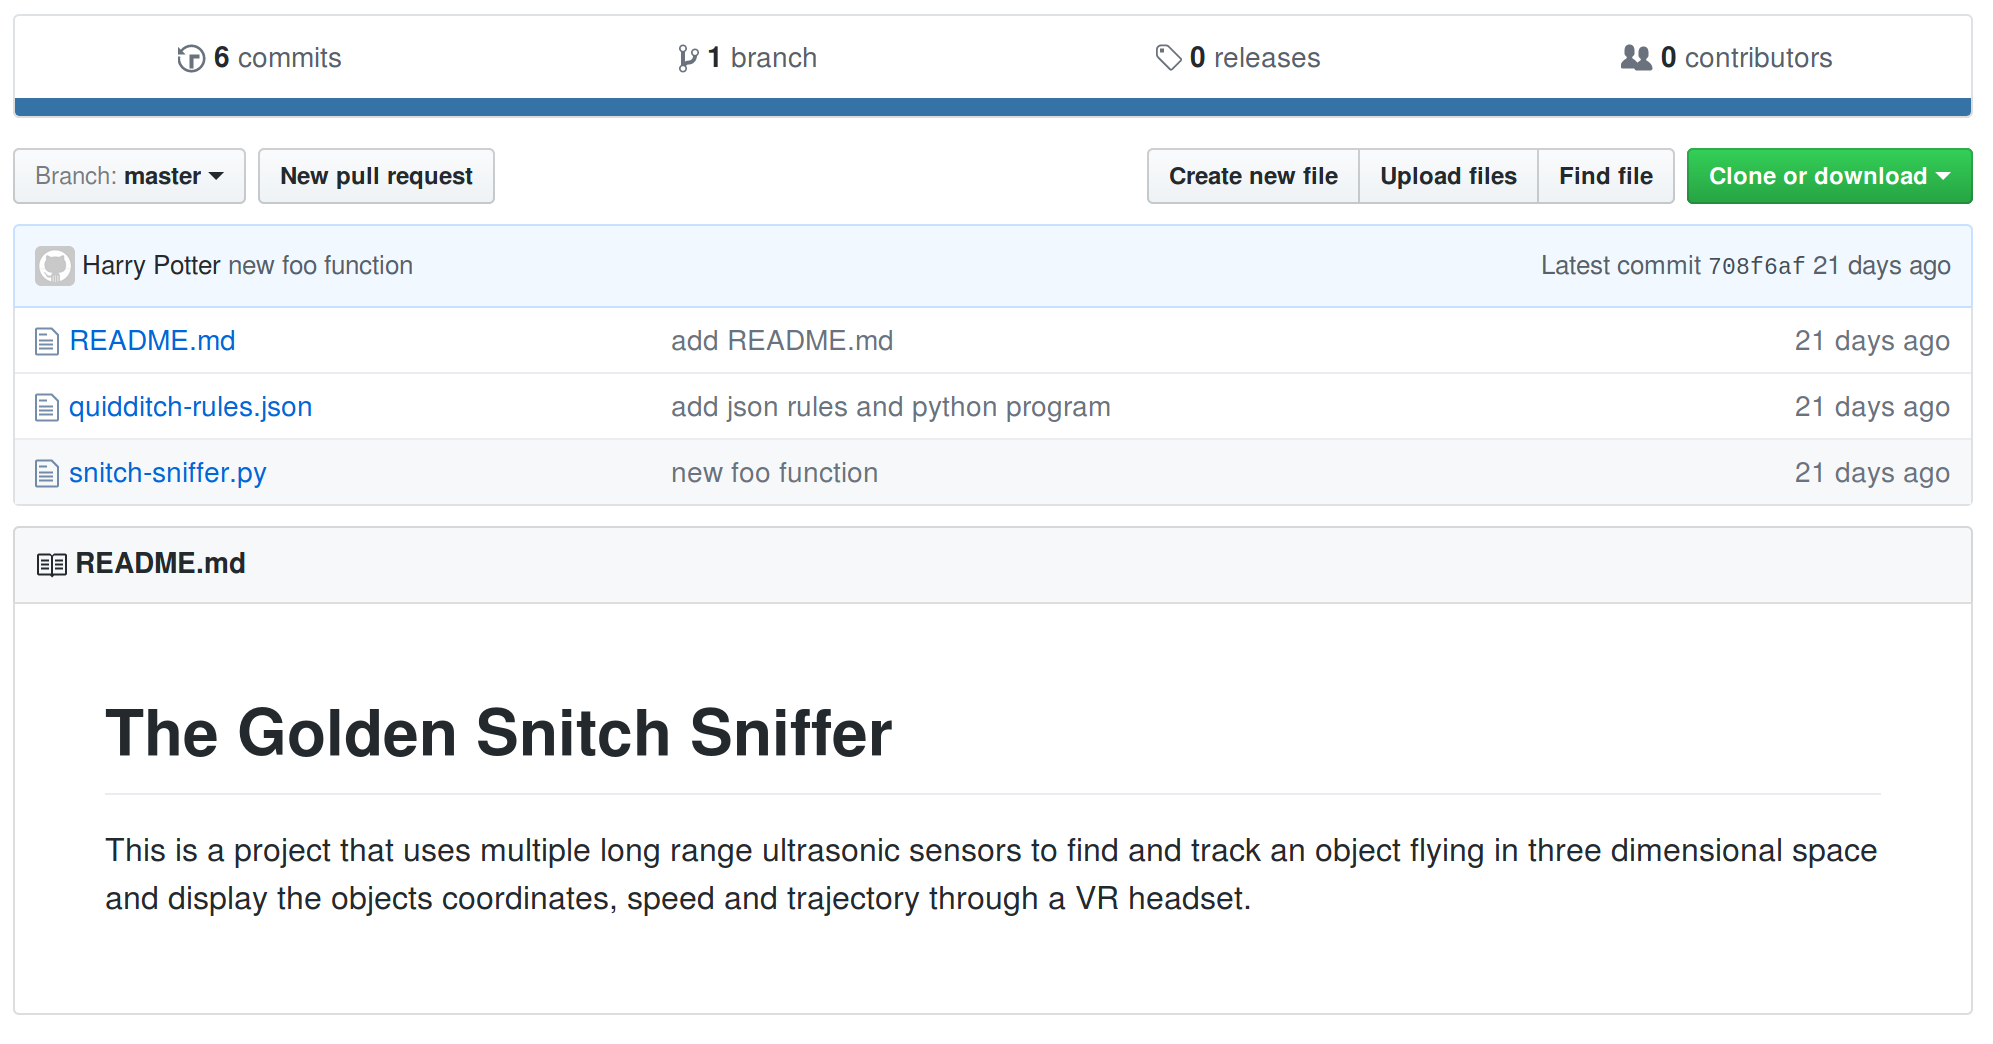 6 commits 1 branch 0 releases 0 contributors
Branch: master New pull request Create new file Upload files Find file Clone or download
Harry Potter new foo function Latest commit 708f6af 21 days ago
README.md add README.md 21 days ago
quidditch-rules.json add json rules and python program 21 days ago
snitch-sniffer.py new foo function 21 days ago
README.md
The Golden Snitch Sniffer
This is a project that uses multiple long range ultrasonic sensors to find and track an object flying in three dimensional space
and display the objects coordinates, speed and trajectory through a VR headset.